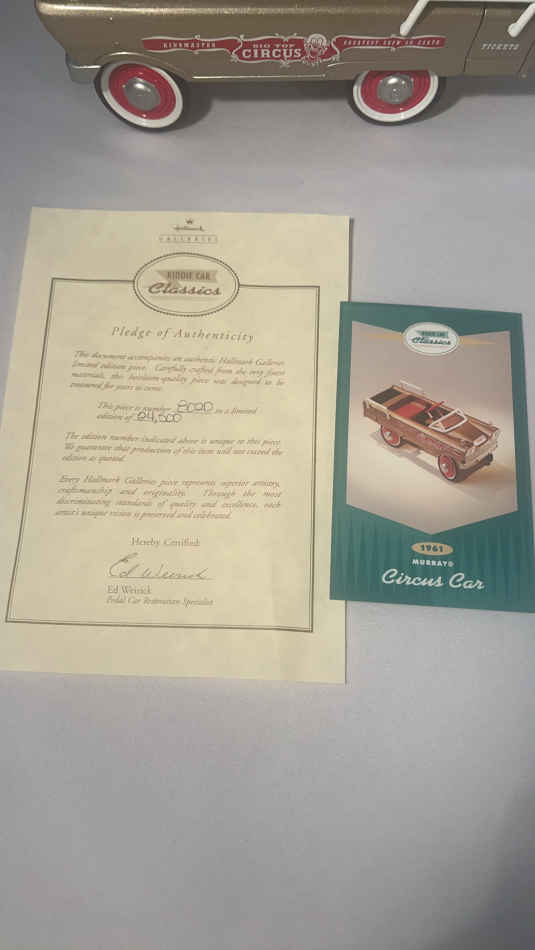 RINGMASTER BIG TOP CIRCUS GREATEST SHOW ON EARTH TICKETS
Hallmark
GALLERIES
KIDDIE CAR
Classics
Pledge of Authenticity
This document accompanies an authentic Hallmark Galleries
limited edition piece. Carefully crafted from the very finest
materials, this heirloom-quality piece was designed to be
treasured for years to come.
This piece is number 8020 in a limited
edition of 24,500
The edition number indicated above is unique to this piece.
We guarantee that production of this item will not exceed the
edition as quoted.
Every Hallmark Galleries piece represents superior artistry,
craftsmanship and originality. Through the most
discriminating standards of quality and excellence, each
artist's unique vision is preserved and celebrated.
Hereby Certified:
Ed Weirick
Ed Weirick
Pedal Car Restoration Specialist
KIDDIE CAR
Classics
1961
MURRAY®
Circus Car